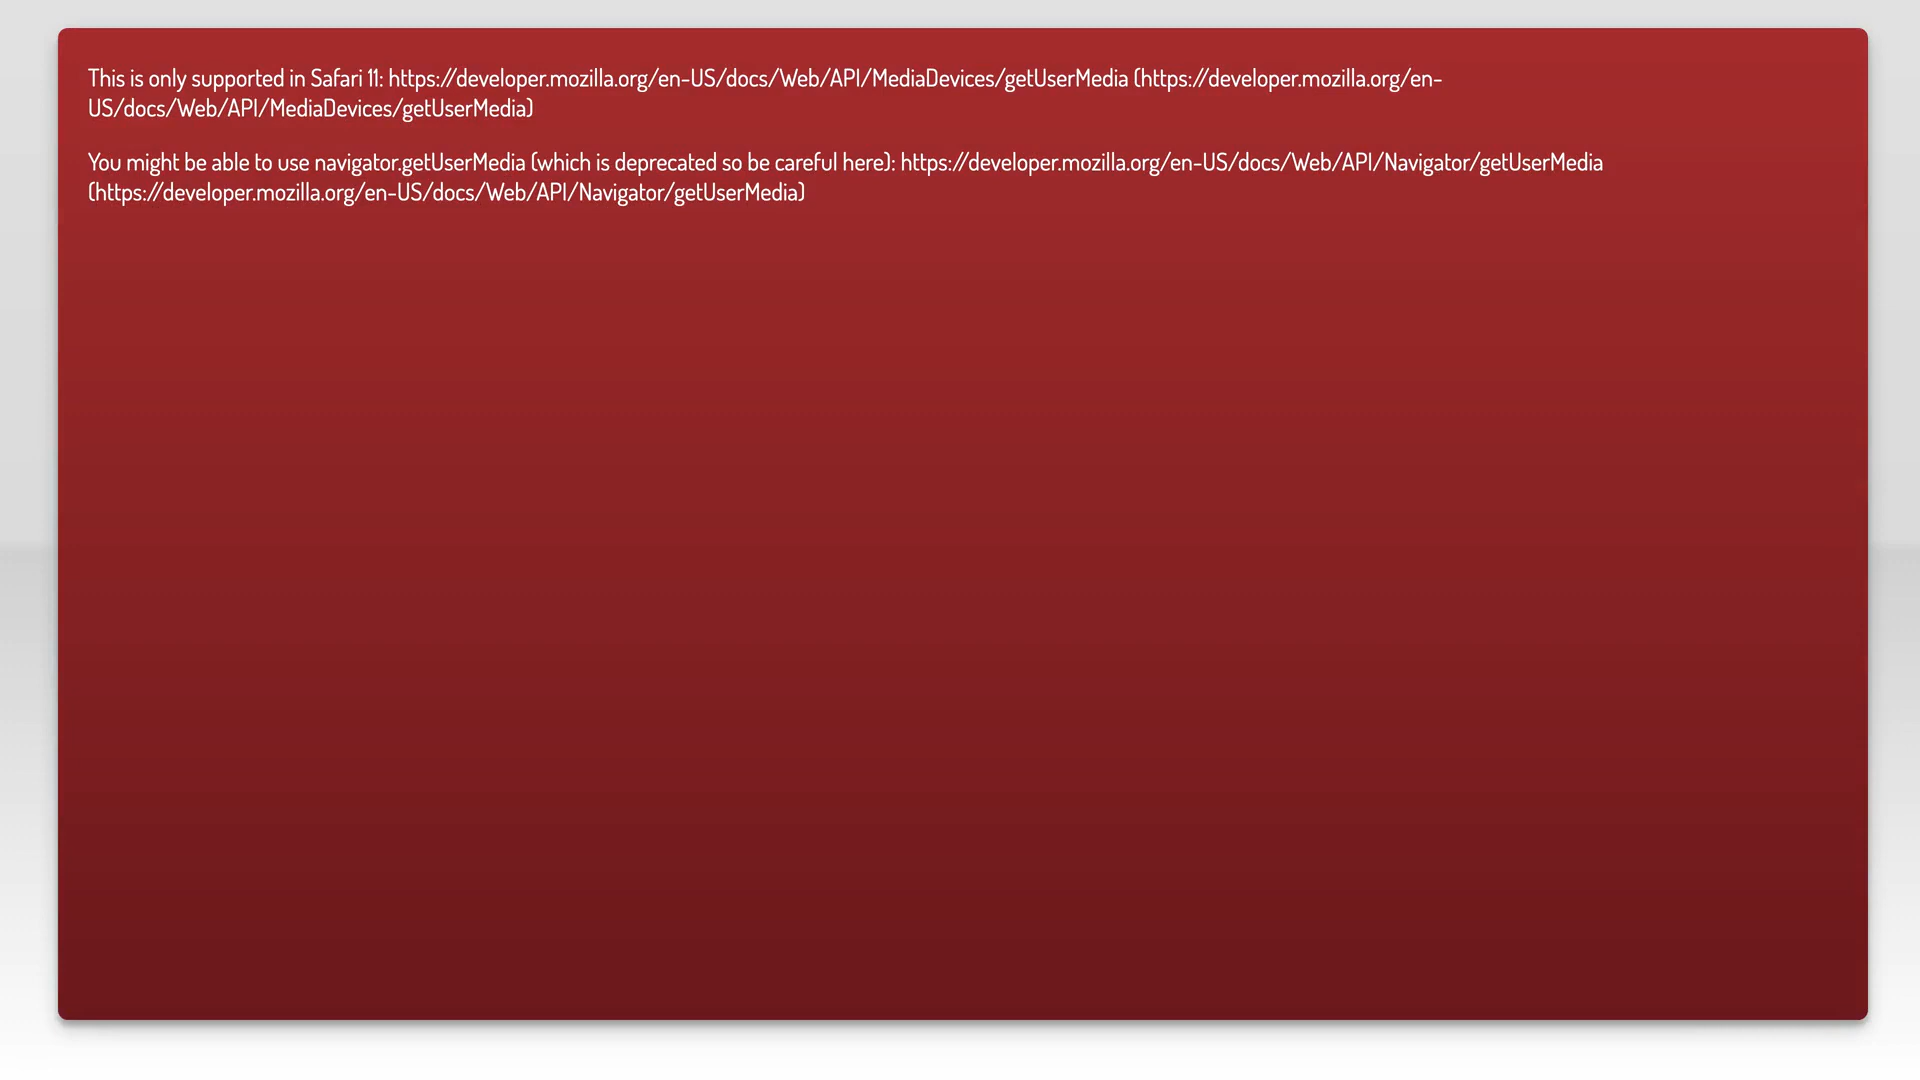 This is only supported in Safari 11: https://developer.mozilla.org/en-US/docs/Web/API/MediaDevices/getUserMedia (https://developer.mozilla.org/en-
US/docs/Web/API/MediaDevices/getUserMedia)
You might be able to use navigator.getUserMedia (which is deprecated so be careful here): https://developer.mozilla.org/en-US/docs/Web/API/Navigator/getUserMedia
(https://developer.mozilla.org/en-US/docs/Web/API/Navigator/getUserMedia)